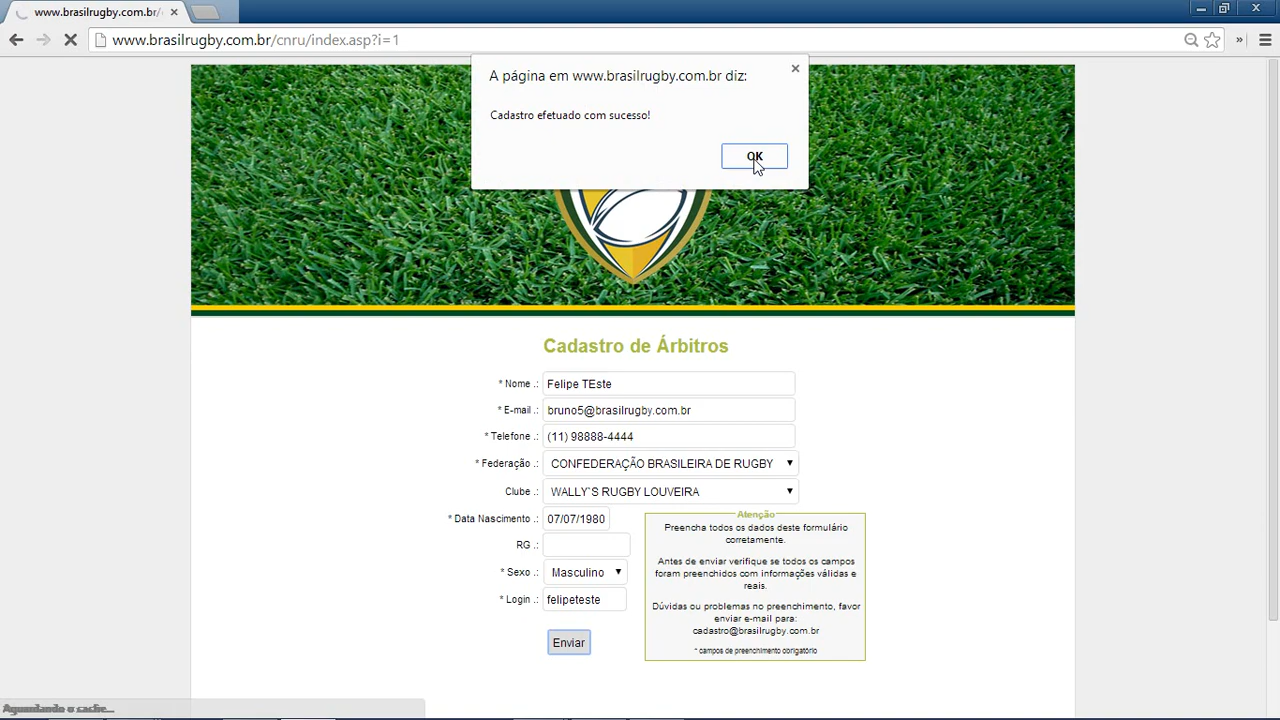 www.brasilrugby.com.br/
www.brasilrugby.com.br/cnru/index.asp?i=1
A página em www.brasilrugby.com.br diz:
Cadastro efetuado com sucesso!
OK
Cadastro de Árbitros
* Nome .: Felipe TEste
* E-mail .: bruno5@brasilrugby.com.br
* Telefone .: (11) 98888-4444
* Federação .: CONFEDERAÇÃO BRASILEIRA DE RUGBY
Clube .: WALLY`S RUGBY LOUVEIRA
* Data Nascimento .: 07/07/1980
RG .:
* Sexo .: Masculino
* Login .: felipeteste
Enviar
Atenção
Preencha todos os dados deste formulário
corretamente.
Antes de enviar verifique se todos os campos
foram preenchidos com informações válidas e
reais.
Dúvidas ou problemas no preenchimento, favor
enviar e-mail para:
cadastro@brasilrugby.com.br
* campos de preenchimento obrigatório
Aguardando o cache...